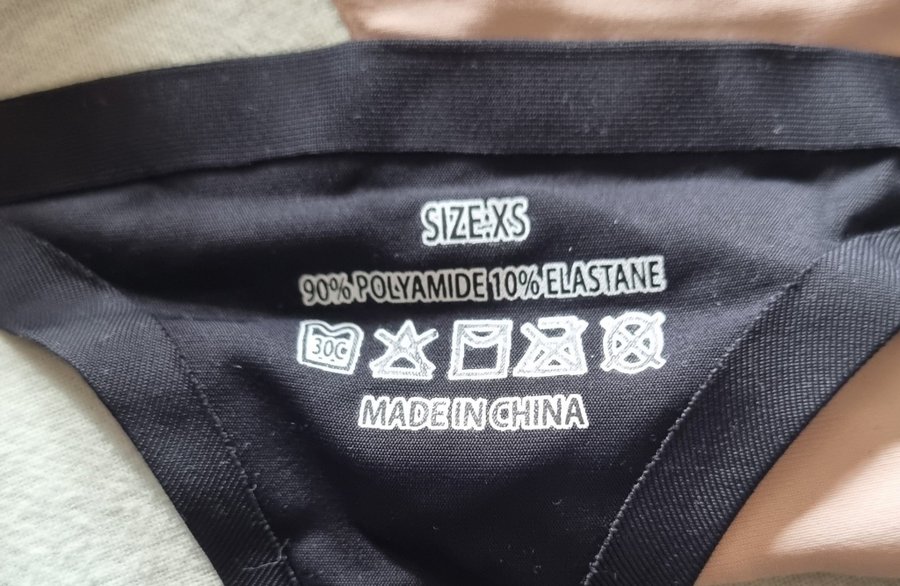 SIZE:XS
90% POLYAMIDE 10% ELASTANE
30C
MADE IN CHINA